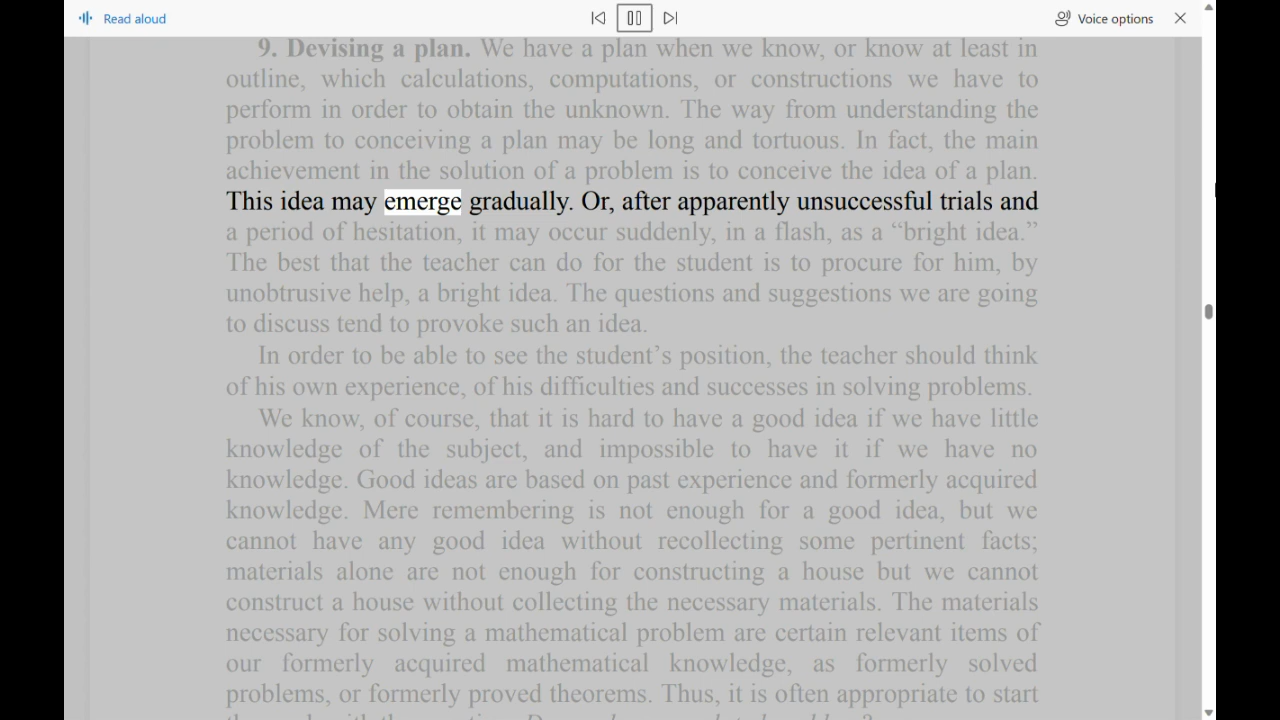 Read aloud
Voice options
9. Devising a plan. We have a plan when we know, or know at least in
outline, which calculations, computations, or constructions we have to
perform in order to obtain the unknown. The way from understanding the
problem to conceiving a plan may be long and tortuous. In fact, the main
achievement in the solution of a problem is to conceive the idea of a plan.
This idea may emerge gradually. Or, after apparently unsuccessful trials and
a period of hesitation, it may occur suddenly, in a flash, as a “bright idea.”
The best that the teacher can do for the student is to procure for him, by
unobtrusive help, a bright idea. The questions and suggestions we are going
to discuss tend to provoke such an idea.
In order to be able to see the student’s position, the teacher should think
of his own experience, of his difficulties and successes in solving problems.
We know, of course, that it is hard to have a good idea if we have little
knowledge of the subject, and impossible to have it if we have no
knowledge. Good ideas are based on past experience and formerly acquired
knowledge. Mere remembering is not enough for a good idea, but we
cannot have any good idea without recollecting some pertinent facts;
materials alone are not enough for constructing a house but we cannot
construct a house without collecting the necessary materials. The materials
necessary for solving a mathematical problem are certain relevant items of
our formerly acquired mathematical knowledge, as formerly solved
problems, or formerly proved theorems. Thus, it is often appropriate to start